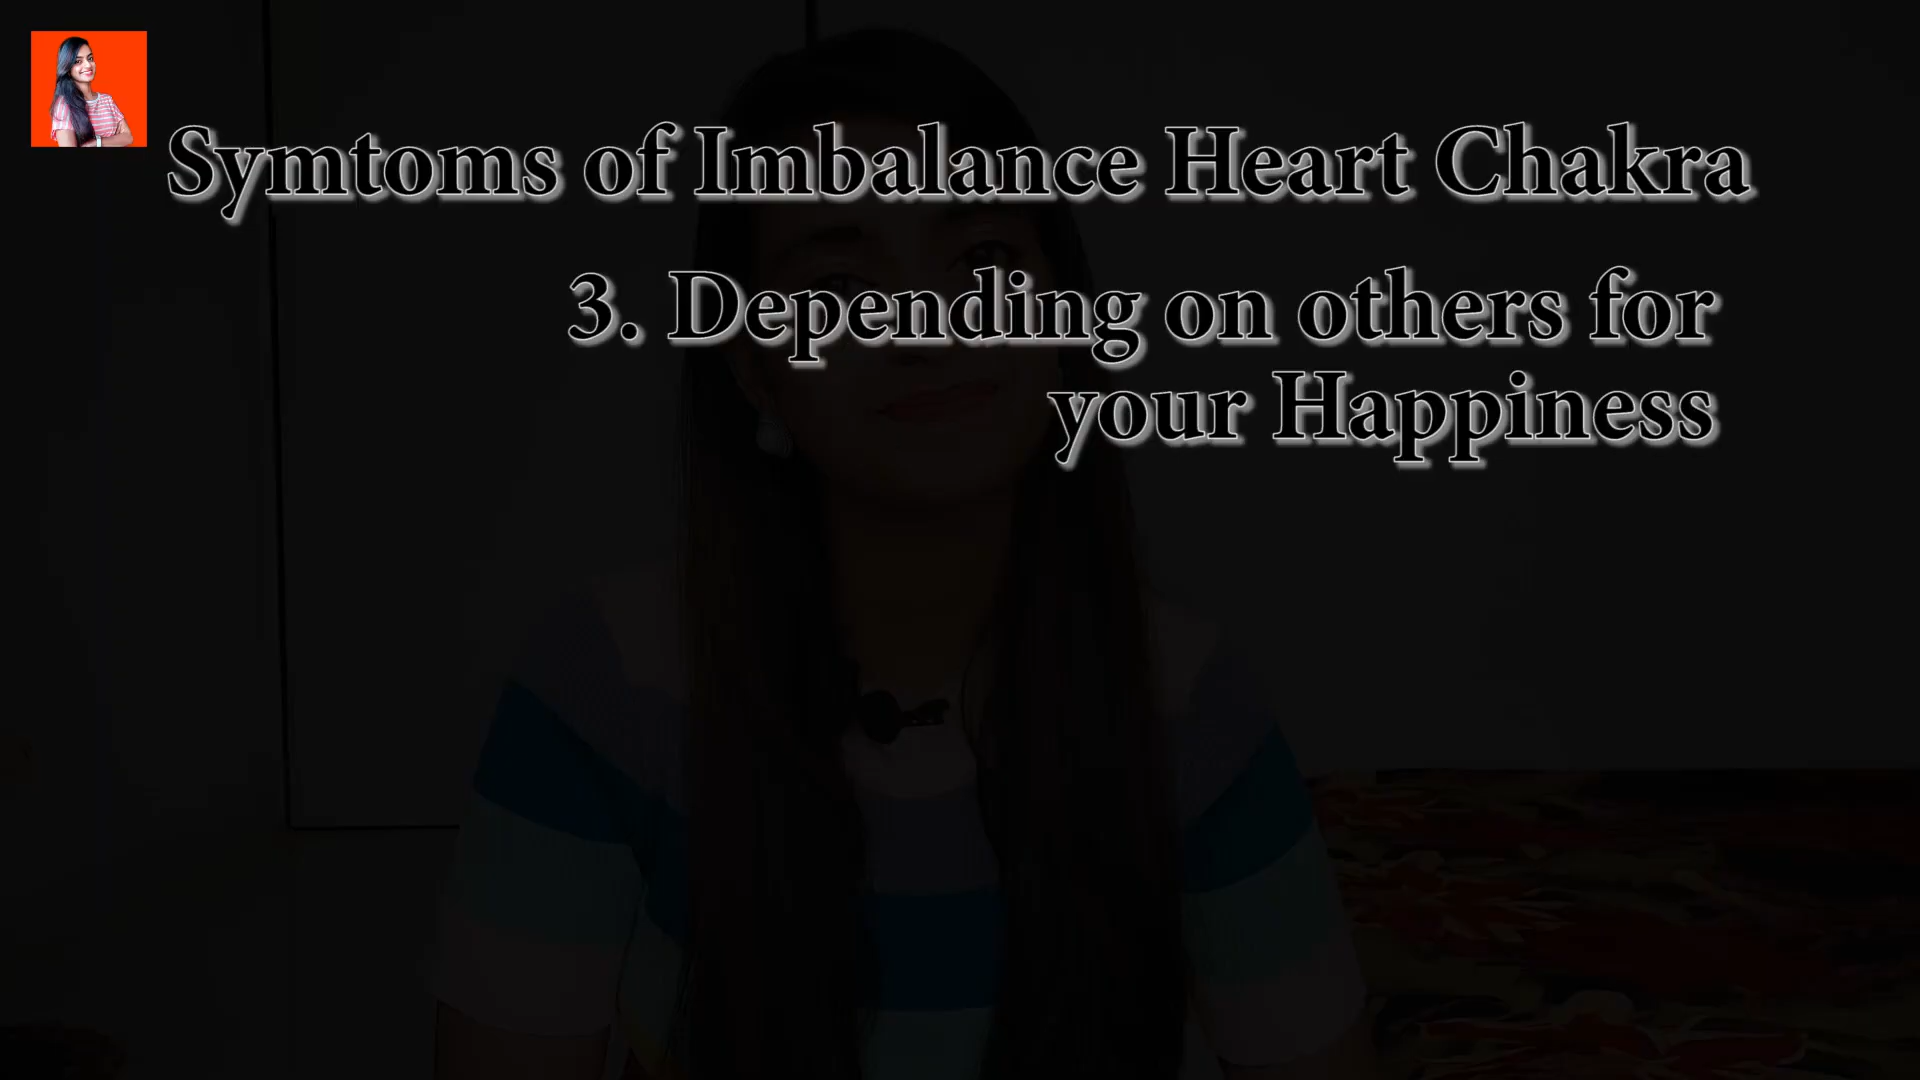 Symtoms of Imbalance Heart Chakra
3. Depending on others for
your Happiness